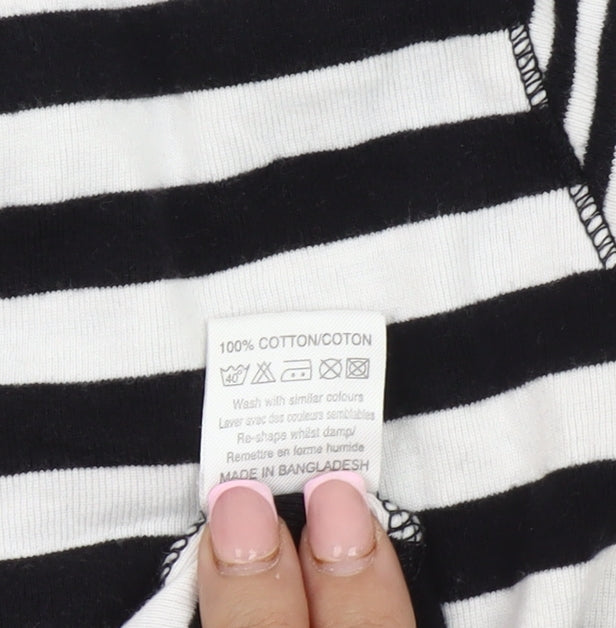 100% COTTON/COTON
40°
Wash with similar colours
Laver avec des couleurs semblables
Re-shape whilst damp/
Remettre en forme humide
MADE IN BANGLADESH